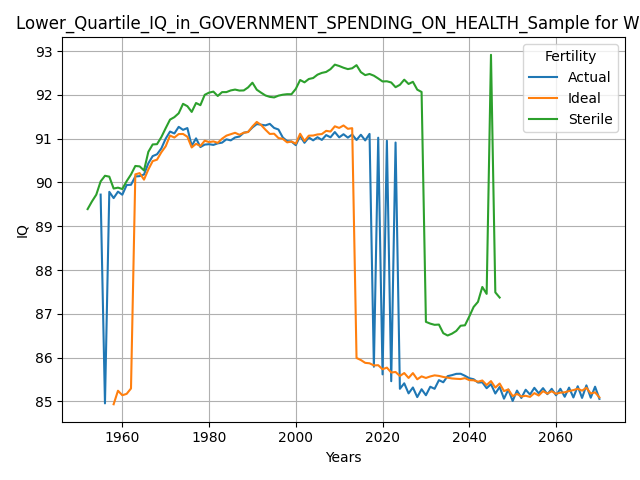 Lower_Quartile_IQ_in_GOVERNMENT_SPENDING_ON_HEALTH_Sample for W
93
92
91
90
89
88
87
86
85
IQ
Fertility
Actual
Ideal
Sterile
1960 1980 2000 2020 2040 2060
Years